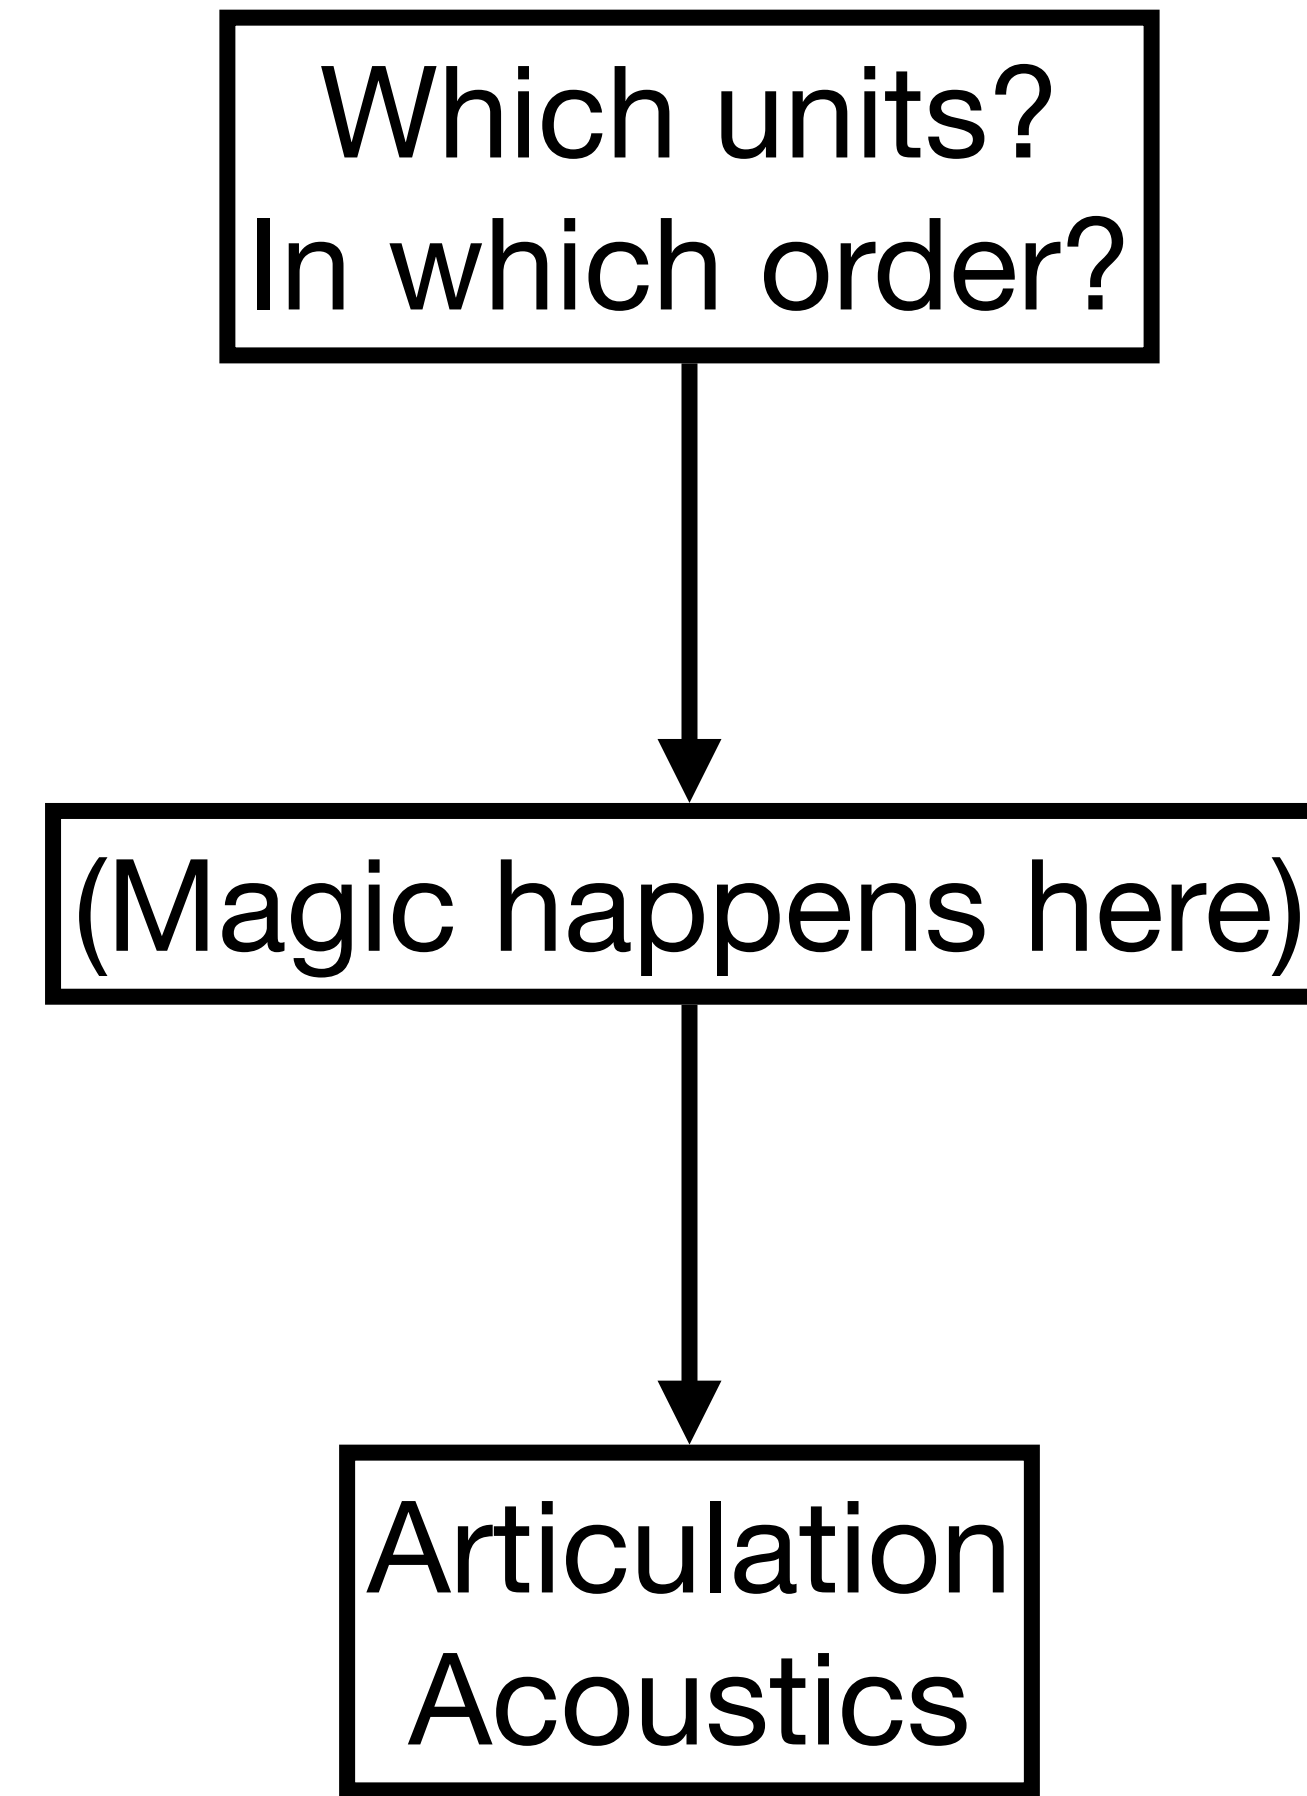 Which units?
In which order?
(Magic happens here)
Articulation
Acoustics